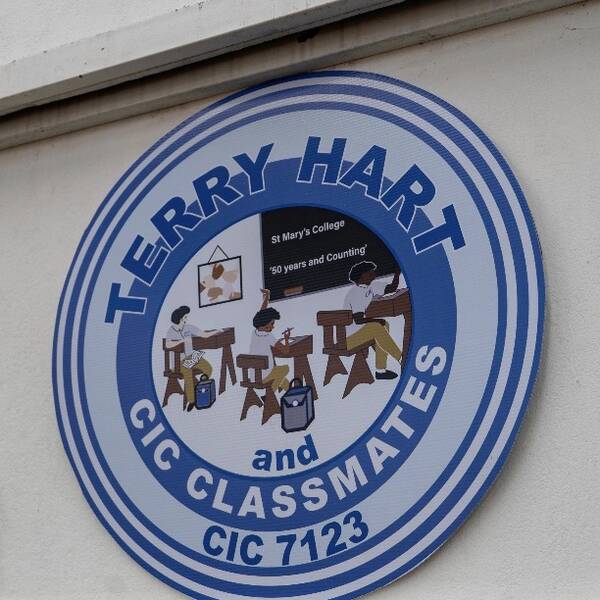 TERRY HART
St Mary's College
'50 years and Counting'
and
CIC CLASSMATES
CIC 7123